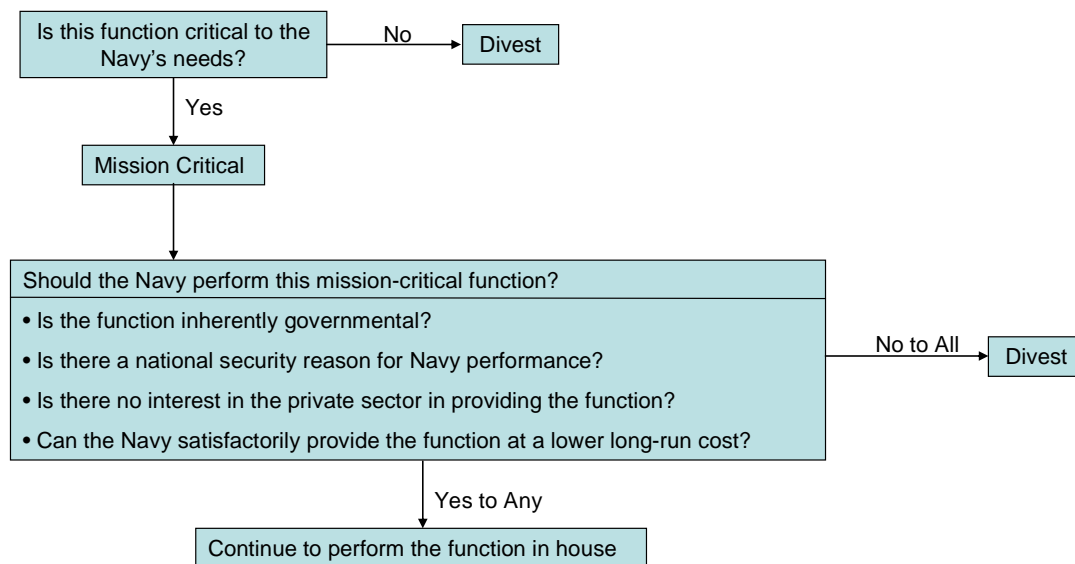 Is this function critical to the
Navy’s needs?
No
Divest
Yes
Mission Critical
Should the Navy perform this mission-critical function?
• Is the function inherently governmental?
• Is there a national security reason for Navy performance?
• Is there no interest in the private sector in providing the function?
• Can the Navy satisfactorily provide the function at a lower long-run cost?
No to All
Divest
Yes to Any
Continue to perform the function in house